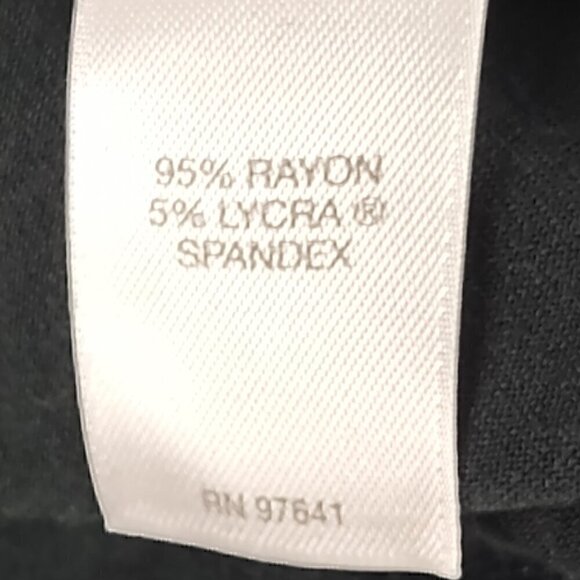 95% RAYON
5% LYCRA ®
SPANDEX
RN 97641